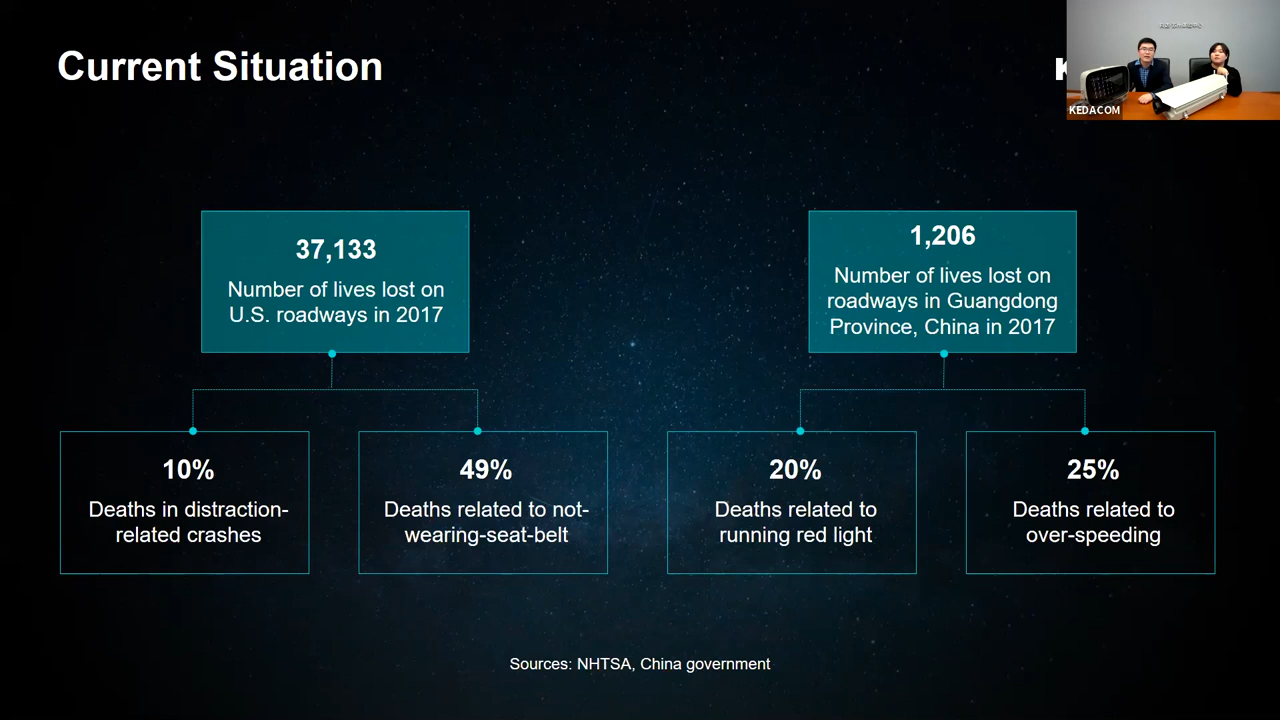 Current Situation
K
KEDACOM
37,133
Number of lives lost on
U.S. roadways in 2017
1,206
Number of lives lost on
roadways in Guangdong
Province, China in 2017
10%
Deaths in distraction-
related crashes
49%
Deaths related to not-
wearing-seat-belt
20%
Deaths related to
running red light
25%
Deaths related to
over-speeding
Sources: NHTSA, China government